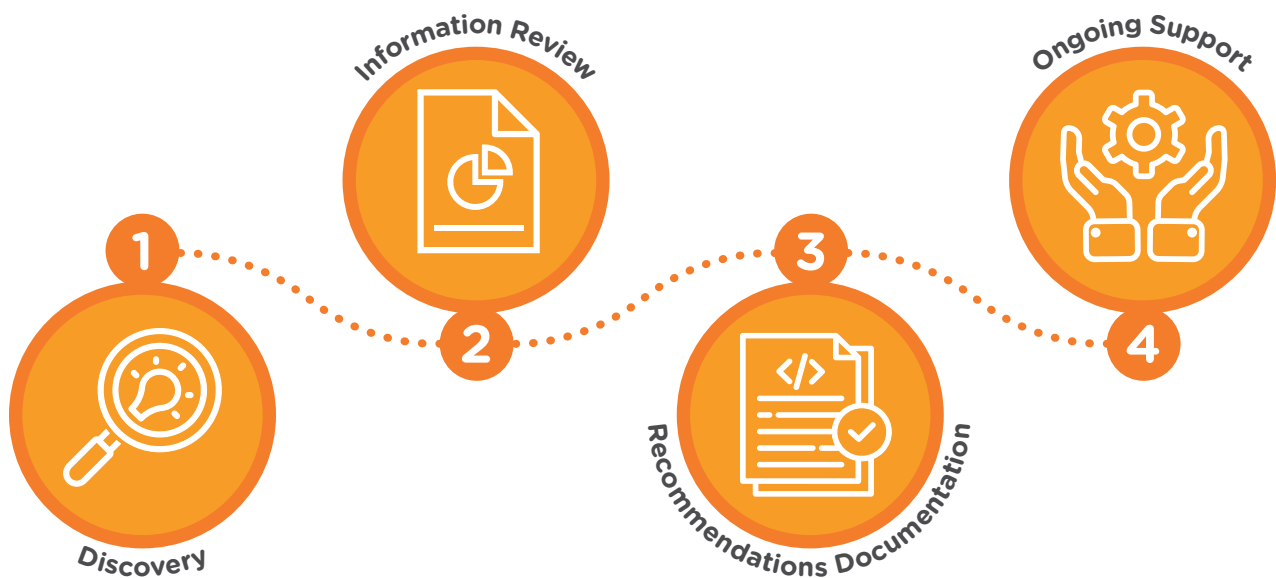 1
Discovery
Information Review
2
3
Recommendations Documentation
</>
Ongoing Support
4